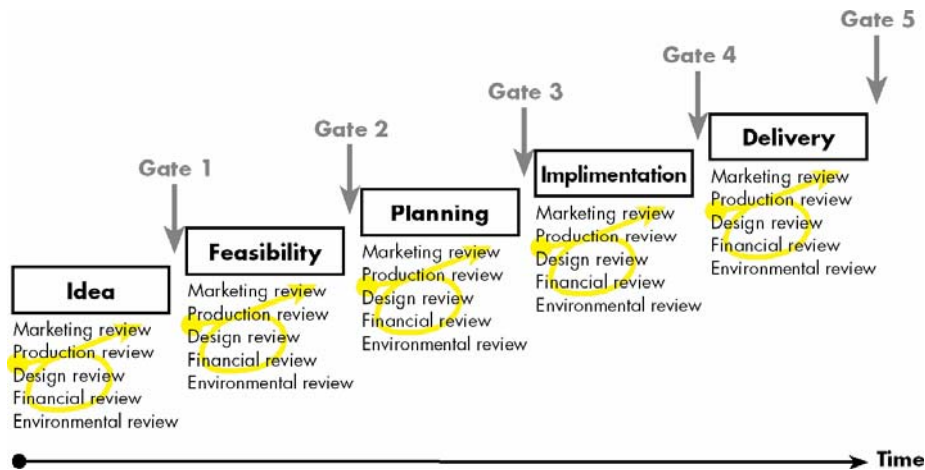 Gate 1
Gate 2
Gate 3
Gate 4
Gate 5
Idea
Marketing review
Production review
Design review
Financial review
Environmental review
Feasibility
Marketing review
Production review
Design review
Financial review
Environmental review
Planning
Marketing review
Production review
Design review
Financial review
Environmental review
Implimentation
Marketing review
Production review
Design review
Financial review
Environmental review
Delivery
Marketing review
Production review
Design review
Financial review
Environmental review
Time